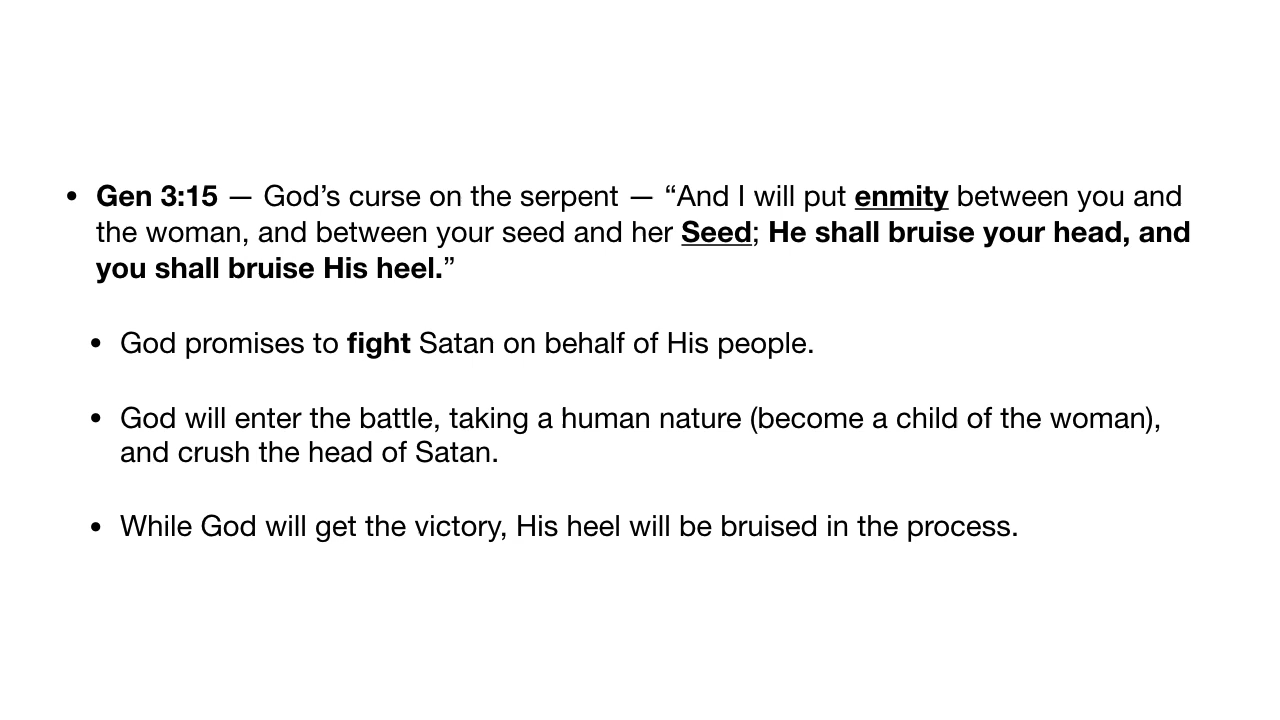 • Gen 3:15 — God’s curse on the serpent — “And I will put enmity between you and
the woman, and between your seed and her Seed; He shall bruise your head, and
you shall bruise His heel.”
• God promises to fight Satan on behalf of His people.
• God will enter the battle, taking a human nature (become a child of the woman),
and crush the head of Satan.
• While God will get the victory, His heel will be bruised in the process.